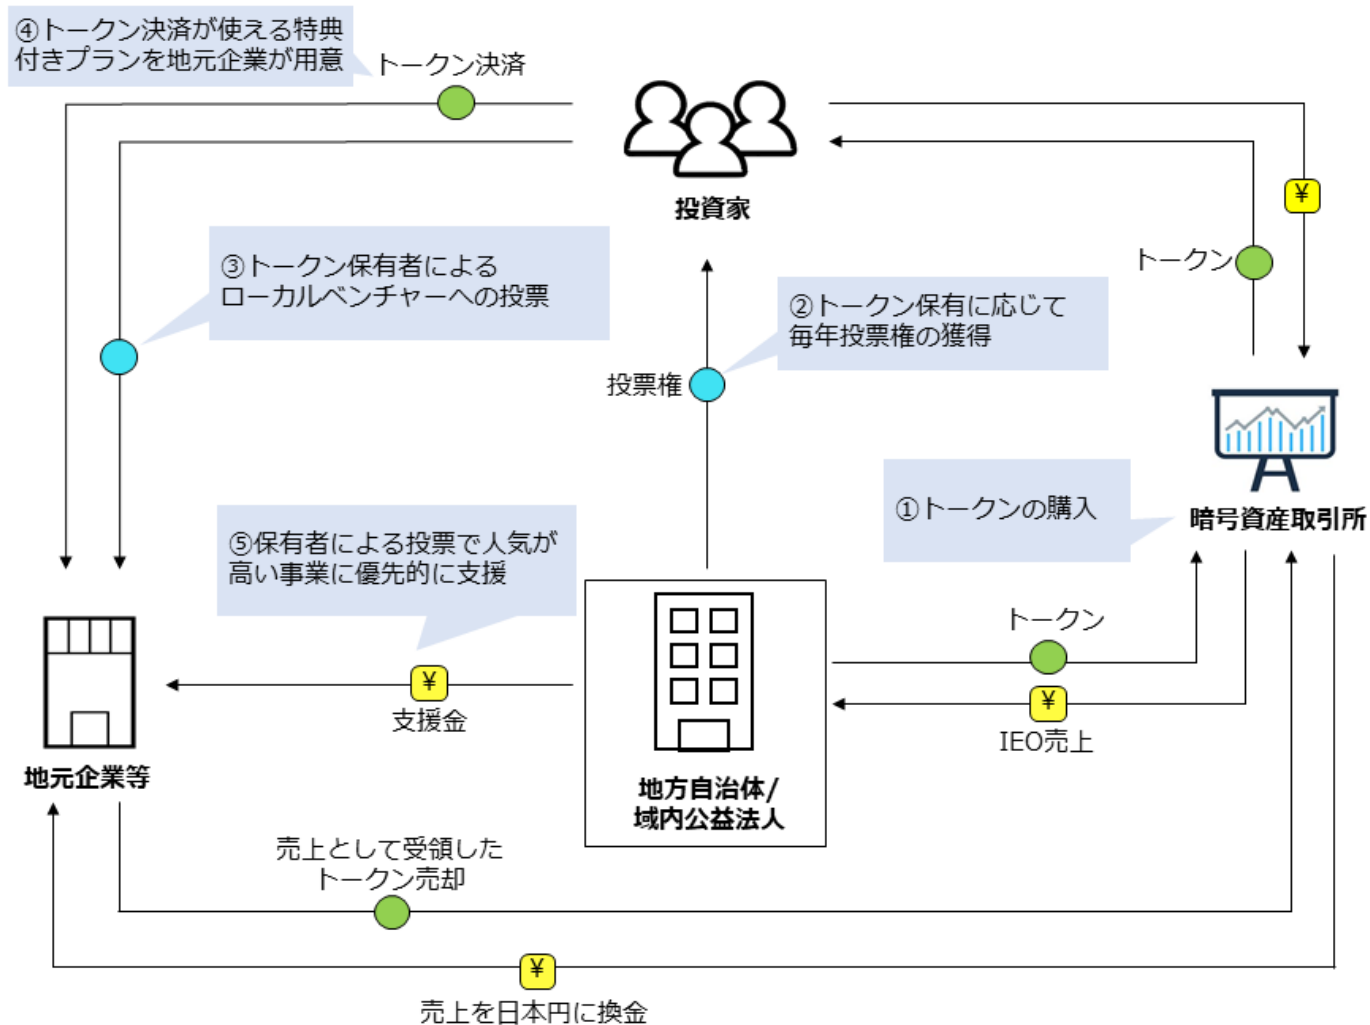 ④トークン決済が使える特典
付きプランを地元企業が用意
トークン決済
投資家
¥
トークン
③トークン保有者による
ローカルベンチャーへの投票
②トークン保有に応じて
毎年投票権の獲得
投票権
①トークンの購入
暗号資産取引所
⑤保有者による投票で人気が
高い事業に優先的に支援
トークン
¥
支援金
¥
IEO売上
地元企業等
地方自治体/
域内公益法人
売上として受領した
トークン売却
¥
売上を日本円に換金